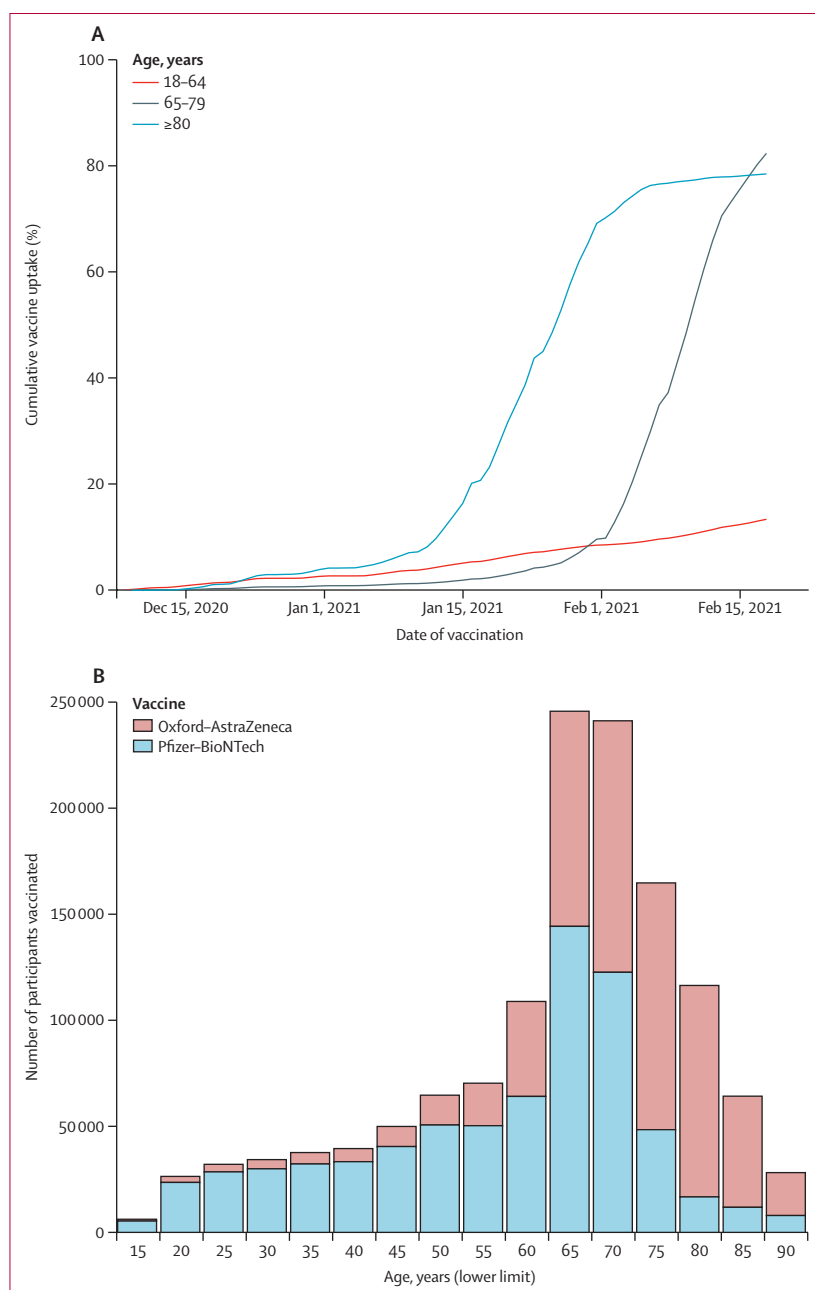 A
Age, years
18–64
65–79
≥80
100
80
60
40
20
0
Cumulative vaccine uptake (%)
Dec 15, 2020 Jan 1, 2021 Jan 15, 2021 Feb 1, 2021 Feb 15, 2021
Date of vaccination
B
Vaccine
Oxford–AstraZeneca
Pfizer–BioNTech
250 000
200 000
150 000
100 000
50 000
0
Number of participants vaccinated
15 20 25 30 35 40 45 50 55 60 65 70 75 80 85 90
Age, years (lower limit)